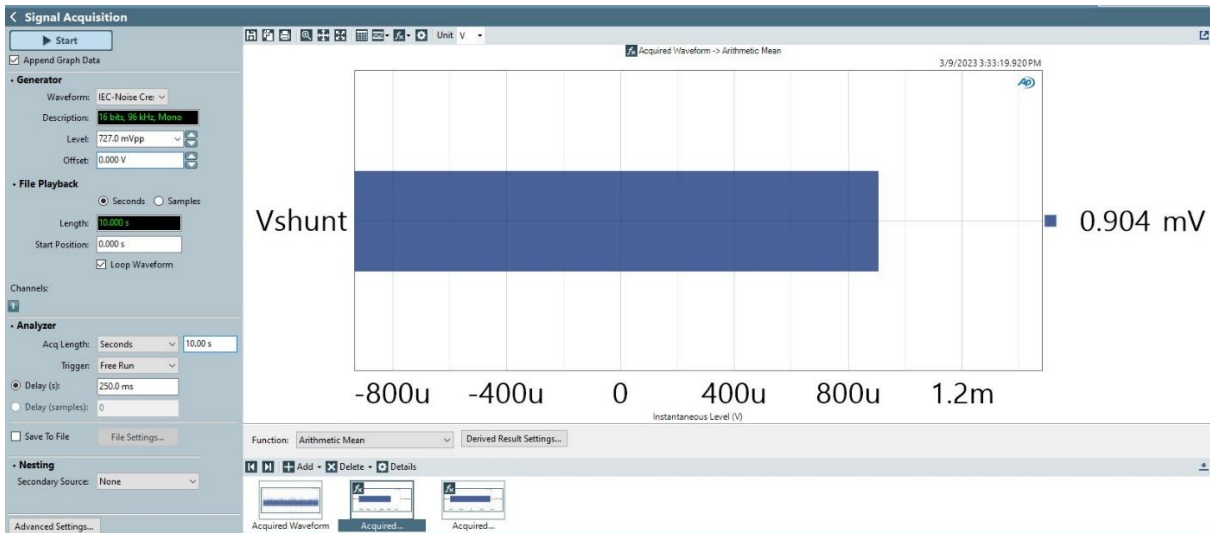 Signal Acquisition
Start
Append Graph Data
Generator
Waveform: IEC-Noise Cre
Description: 16 bits, 96 kHz, Mono
Level: 727.0 mVpp
Offset: 0.000 V
File Playback
Seconds Samples
Length: 10.000 s
Start Position: 0.000 s
Loop Waveform
Channels:
1
Analyzer
Acq Length: Seconds 10.00 s
Trigger: Free Run
Delay (s): 250.0 ms
Delay (samples): 0
Save To File File Settings...
Nesting
Secondary Source: None
Advanced Settings...
Unit V
Acquired Waveform -> Arithmetic Mean
3/9/2023 3:33:19.920 PM
AP
Vshunt
0.904 mV
-800u -400u 0 400u 800u 1.2m
Instantaneous Level (V)
Function: Arithmetic Mean Derived Result Settings...
Add Delete Details
Acquired Waveform Acquired... Acquired...